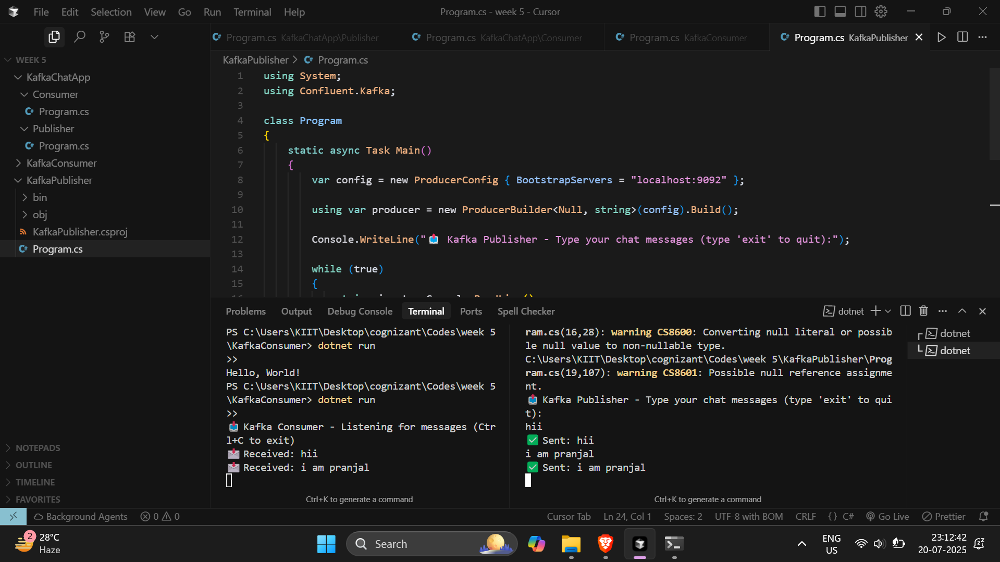 File Edit Selection View Go Run Terminal Help
Program.cs - week 5 - Cursor
Program.cs KafkaChatApp\Publisher
Program.cs KafkaChatApp\Consumer
Program.cs KafkaConsumer
Program.cs KafkaPublisher
WEEK 5
KafkaChatApp
Consumer
Program.cs
Publisher
Program.cs
KafkaConsumer
KafkaPublisher
bin
obj
KafkaPublisher.csproj
Program.cs
NOTEPADS
OUTLINE
TIMELINE
FAVORITES
KafkaPublisher > Program.cs
1 using System;
2 using Confluent.Kafka;
3
4 class Program
5 {
6 static async Task Main()
7 {
8 var config = new ProducerConfig { BootstrapServers = "localhost:9092" };
9
10 using var producer = new ProducerBuilder<Null, string>(config).Build();
11
12 Console.WriteLine("📤 Kafka Publisher - Type your chat messages (type 'exit' to quit):");
13
14 while (true)
15 {
Problems Output Debug Console Terminal Ports Spell Checker
dotnet
PS C:\Users\KIIT\Desktop\cognizant\Codes\week 5
\KafkaConsumer> dotnet run
>>
Hello, World!
PS C:\Users\KIIT\Desktop\cognizant\Codes\week 5
\KafkaConsumer> dotnet run
>>
📥 Kafka Consumer - Listening for messages (Ctr
l+C to exit)
📩 Received: hii
📩 Received: i am pranjal
Ctrl+K to generate a command
ram.cs(16,28): warning CS8600: Converting null literal or possib
le null value to non-nullable type.
C:\Users\KIIT\Desktop\cognizant\Codes\week 5\KafkaPublisher\Prog
ram.cs(19,107): warning CS8601: Possible null reference assignme
nt.
📤 Kafka Publisher - Type your chat messages (type 'exit' to qui
t):
hii
✅ Sent: hii
i am pranjal
✅ Sent: i am pranjal
Ctrl+K to generate a command
dotnet
dotnet
Background Agents 0 0
Cursor Tab Ln 24, Col 1 Spaces: 2 UTF-8 with BOM CRLF {} C# Go Live Prettier
2
28°C
Haze
Search
ENG
US
23:12:42
20-07-2025